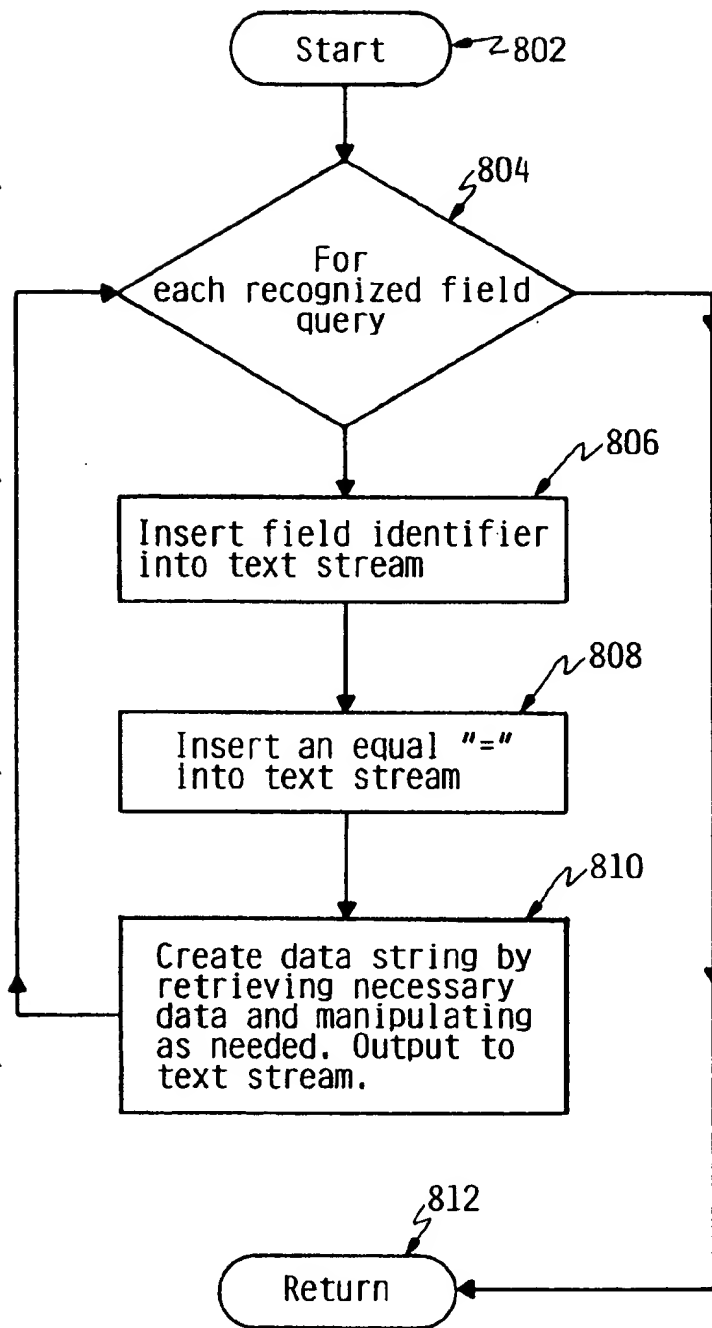 Start
802
804
For
each recognized field
query
806
Insert field identifier
into text stream
808
Insert an equal "="
into text stream
810
Create data string by
retrieving necessary
data and manipulating
as needed. Output to
text stream.
812
Return